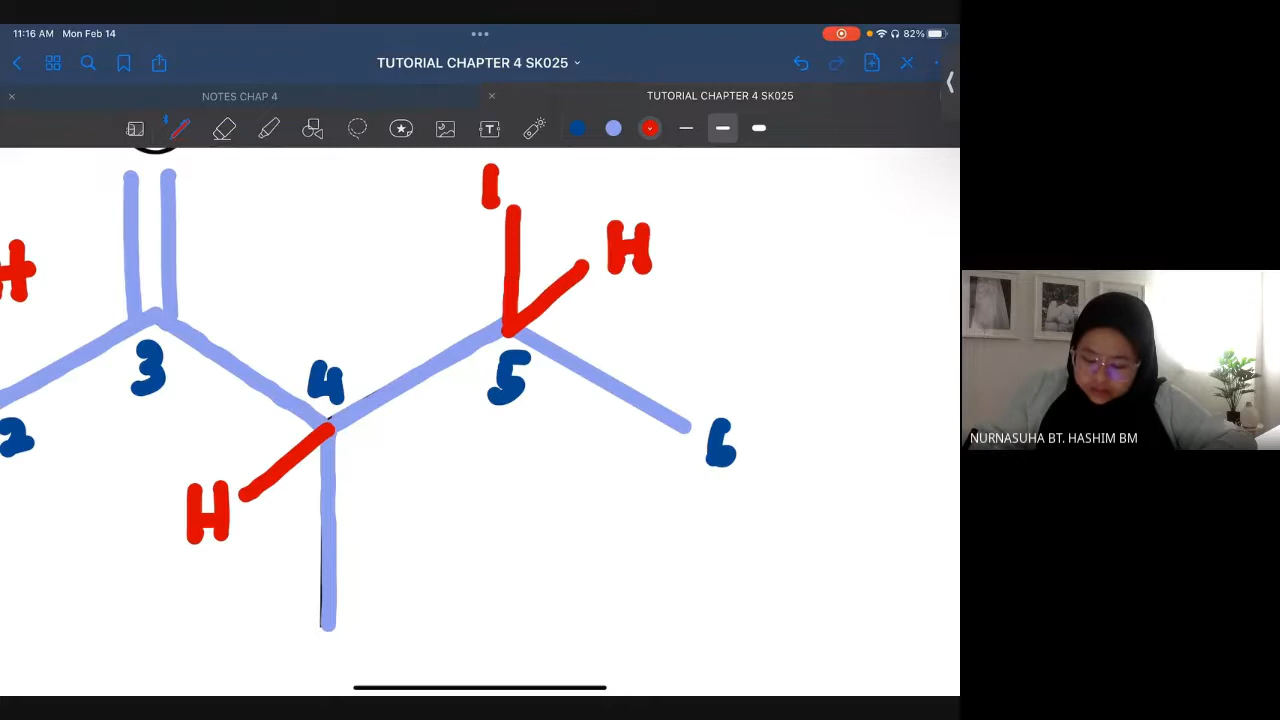 11:16 AM Mon Feb 14
82%
TUTORIAL CHAPTER 4 SK025
NOTES CHAP 4
TUTORIAL CHAPTER 4 SK025
T
I
H
H
3
4
5
2
6
H
NURNASUHA BT. HASHIM BM